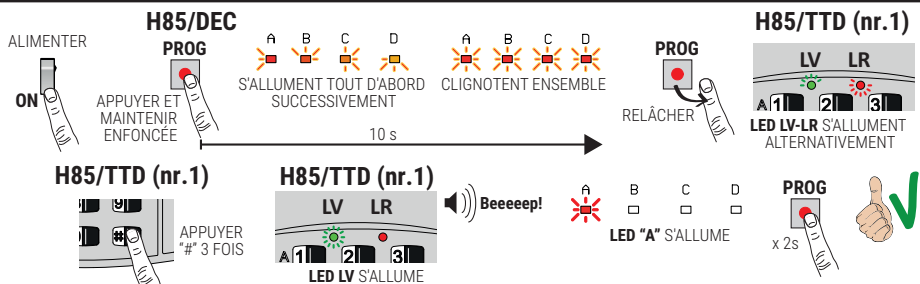 H85/DEC
H85/TTD (nr.1)
ALIMENTER
ON
PROG
APPUYER ET
MAINTENIR
ENFONCÉE
A B C D
S'ALLUMENT TOUT D'ABORD
SUCCESSIVEMENT
A B C D
CLIGNOTENT ENSEMBLE
10 s
PROG
RELÂCHER
LV LR
A 1 2 3
LED LV-LR S'ALLUMENT
ALTERNATIVEMENT
H85/TTD (nr.1)
9
#
APPUYER
"#" 3 FOIS
H85/TTD (nr.1)
LV LR
A 1 2 3
LED LV S'ALLUME
Beeeeep!
A B C D
LED "A" S'ALLUME
PROG
x 2s